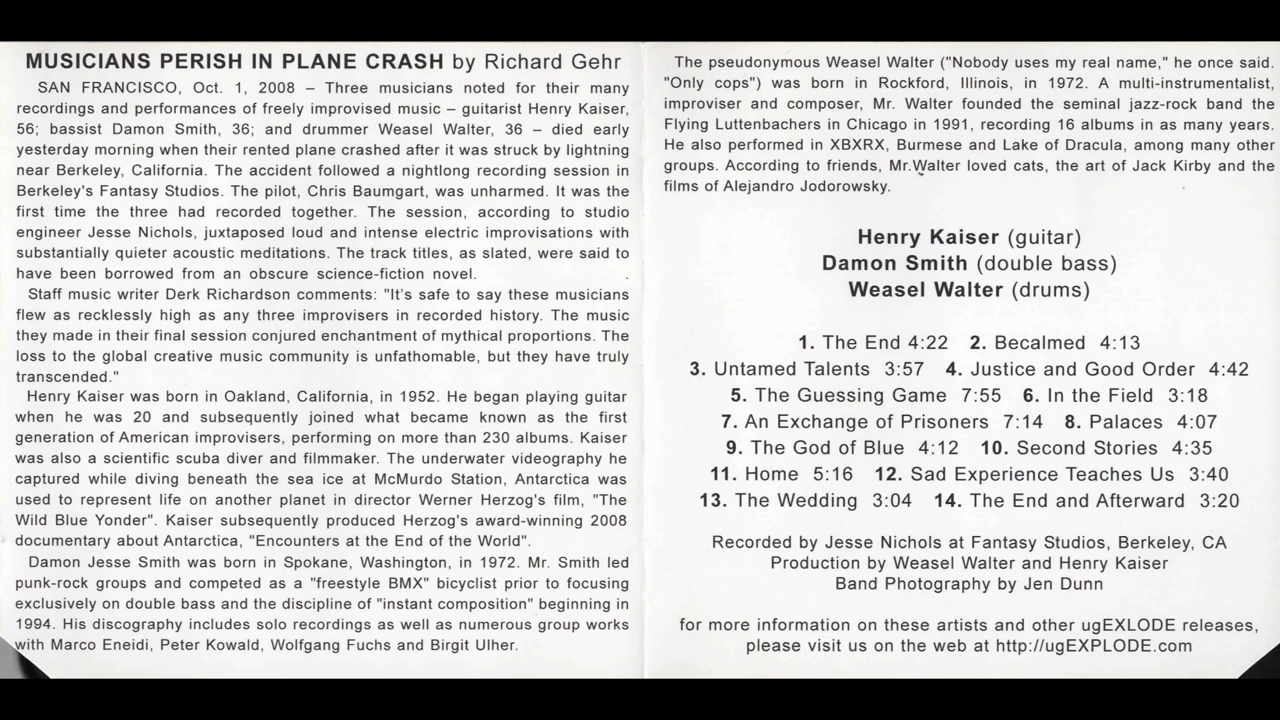 MUSICIANS PERISH IN PLANE CRASH by Richard Gehr
SAN FRANCISCO, Oct. 1, 2008 – Three musicians noted for their many
recordings and performances of freely improvised music – guitarist Henry Kaiser,
56; bassist Damon Smith, 36; and drummer Weasel Walter, 36 – died early
yesterday morning when their rented plane crashed after it was struck by lightning
near Berkeley, California. The accident followed a nightlong recording session in
Berkeley's Fantasy Studios. The pilot, Chris Baumgart, was unharmed. It was the
first time the three had recorded together. The session, according to studio
engineer Jesse Nichols, juxtaposed loud and intense electric improvisations with
substantially quieter acoustic meditations. The track titles, as slated, were said to
have been borrowed from an obscure science-fiction novel.
Staff music writer Derk Richardson comments: "It's safe to say these musicians
flew as recklessly high as any three improvisers in recorded history. The music
they made in their final session conjured enchantment of mythical proportions. The
loss to the global creative music community is unfathomable, but they have truly
transcended."
Henry Kaiser was born in Oakland, California, in 1952. He began playing guitar
when he was 20 and subsequently joined what became known as the first
generation of American improvisers, performing on more than 230 albums. Kaiser
was also a scientific scuba diver and filmmaker. The underwater videography he
captured while diving beneath the sea ice at McMurdo Station, Antarctica was
used to represent life on another planet in director Werner Herzog's film, "The
Wild Blue Yonder". Kaiser subsequently produced Herzog's award-winning 2008
documentary about Antarctica, "Encounters at the End of the World".
Damon Jesse Smith was born in Spokane, Washington, in 1972. Mr. Smith led
punk-rock groups and competed as a "freestyle BMX" bicyclist prior to focusing
exclusively on double bass and the discipline of "instant composition" beginning in
1994. His discography includes solo recordings as well as numerous group works
with Marco Eneidi, Peter Kowald, Wolfgang Fuchs and Birgit Ulher.
The pseudonymous Weasel Walter ("Nobody uses my real name," he once said.
"Only cops") was born in Rockford, Illinois, in 1972. A multi-instrumentalist,
improviser and composer, Mr. Walter founded the seminal jazz-rock band the
Flying Luttenbachers in Chicago in 1991, recording 16 albums in as many years.
He also performed in XBXRX, Burmese and Lake of Dracula, among many other
groups. According to friends, Mr.Walter loved cats, the art of Jack Kirby and the
films of Alejandro Jodorowsky.
Henry Kaiser (guitar)
Damon Smith (double bass)
Weasel Walter (drums)
1. The End 4:22 2. Becalmed 4:13
3. Untamed Talents 3:57 4. Justice and Good Order 4:42
5. The Guessing Game 7:55 6. In the Field 3:18
7. An Exchange of Prisoners 7:14 8. Palaces 4:07
9. The God of Blue 4:12 10. Second Stories 4:35
11. Home 5:16 12. Sad Experience Teaches Us 3:40
13. The Wedding 3:04 14. The End and Afterward 3:20
Recorded by Jesse Nichols at Fantasy Studios, Berkeley, CA
Production by Weasel Walter and Henry Kaiser
Band Photography by Jen Dunn
for more information on these artists and other ugEXLODE releases,
please visit us on the web at http://ugEXPLODE.com